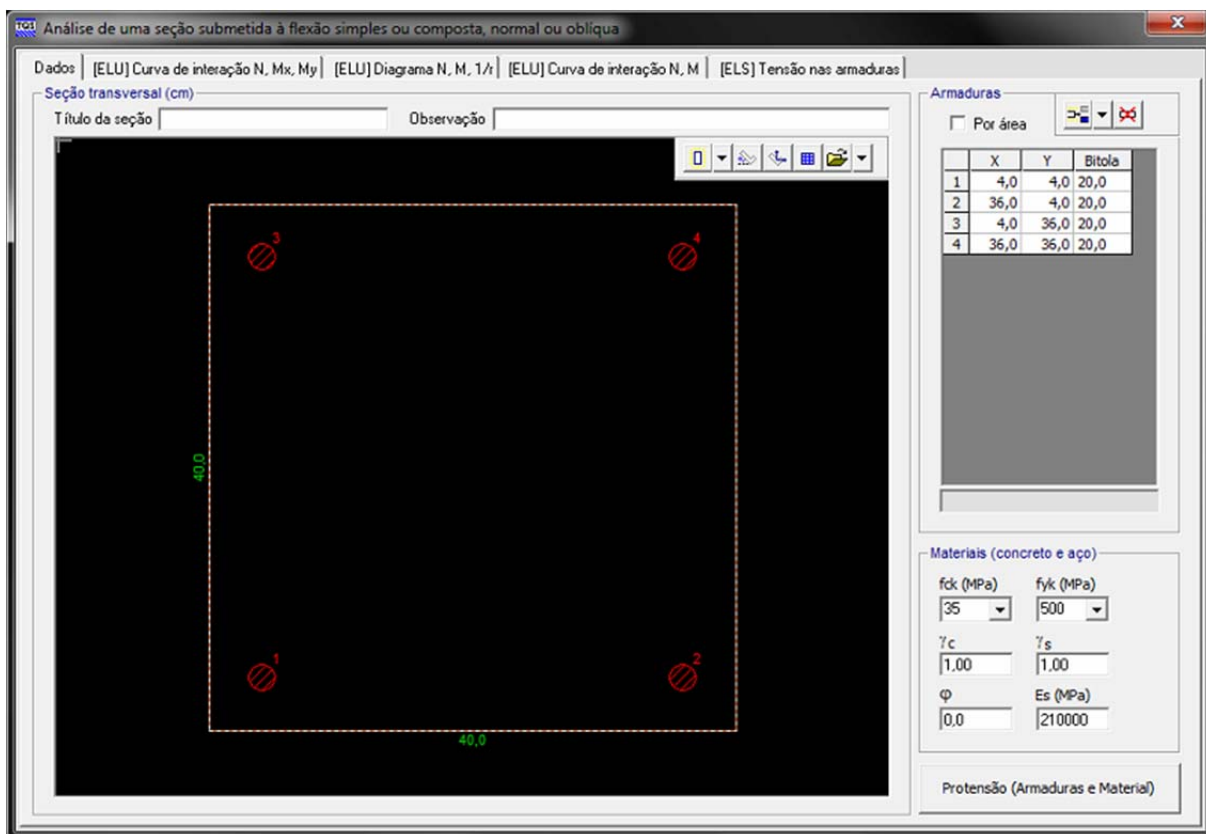 TQS Análise de uma seção submetida à flexão simples ou composta, normal ou oblíqua X
Dados [ELU] Curva de interação N, Mx, My [ELU] Diagrama N, M, 1/r [ELU] Curva de interação N, M [ELS] Tensão nas armaduras
Seção transversal (cm)
Título da seção Observação
3 4
40,0
1 2
40,0
Armaduras
Por área
X Y Bitola
1 4,0 4,0 20,0
2 36,0 4,0 20,0
3 4,0 36,0 20,0
4 36,0 36,0 20,0
Materiais (concreto e aço)
fck (MPa) fyk (MPa)
35 500
γc γs
1,00 1,00
φ Es (MPa)
0,0 210000
Protensão (Armaduras e Material)